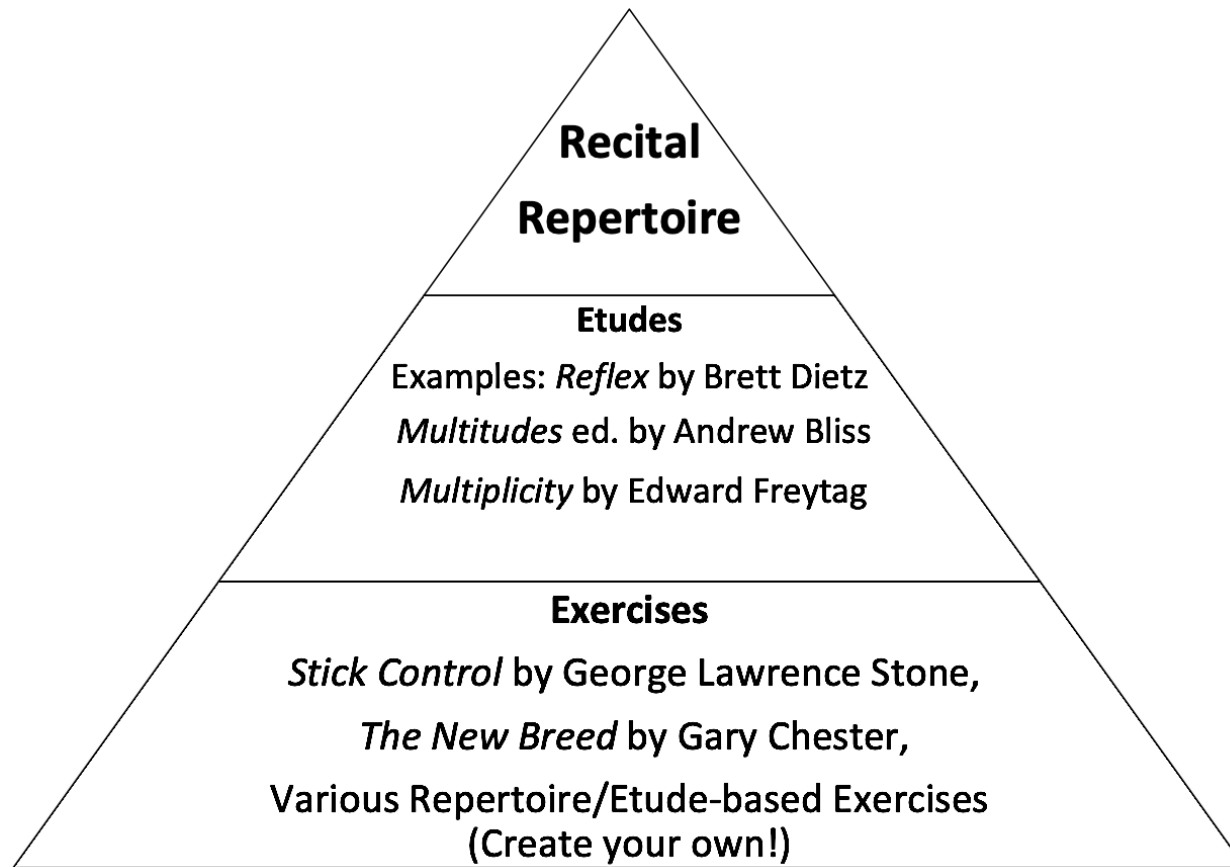 Recital
Repertoire
Etudes
Examples: Reflex by Brett Dietz
Multitudes ed. by Andrew Bliss
Multiplicity by Edward Freytag
Exercises
Stick Control by George Lawrence Stone,
The New Breed by Gary Chester,
Various Repertoire/Etude-based Exercises
(Create your own!)